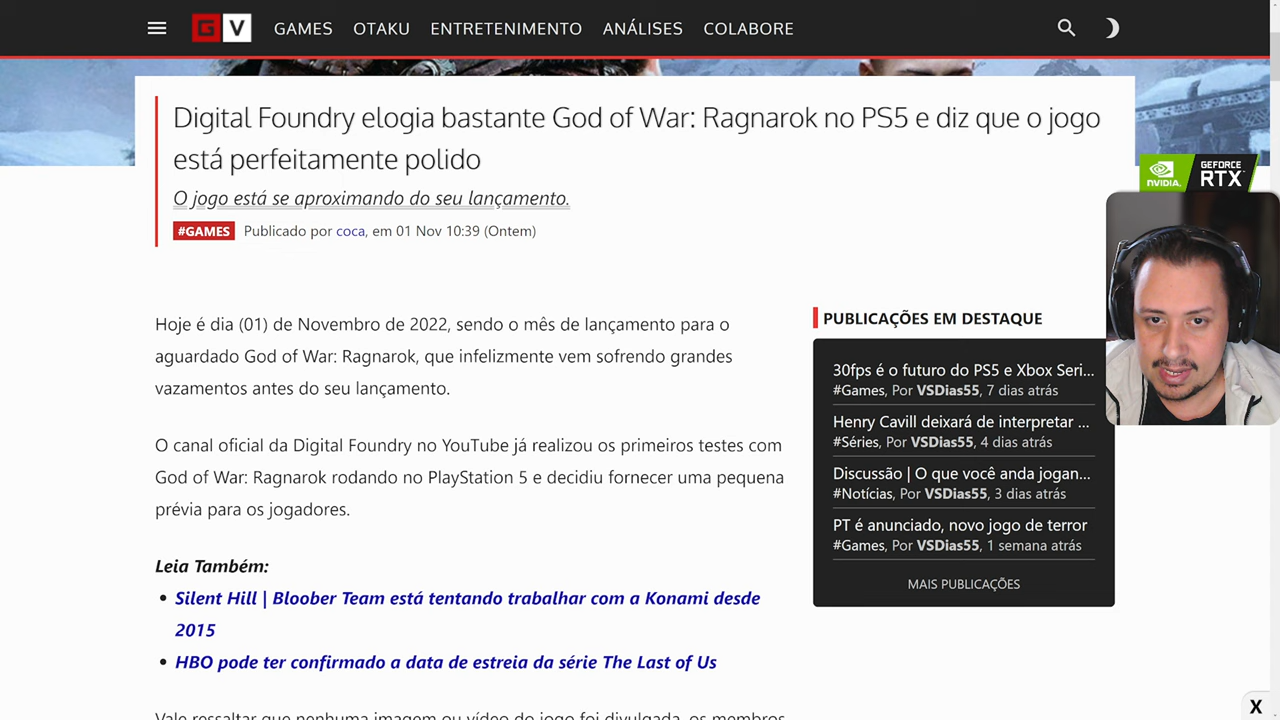 G V GAMES OTAKU ENTRETENIMENTO ANÁLISES COLABORE
Digital Foundry elogia bastante God of War: Ragnarok no PS5 e diz que o jogo
está perfeitamente polido
O jogo está se aproximando do seu lançamento.
#GAMES Publicado por coca, em 01 Nov 10:39 (Ontem)
NVIDIA. GEFORCE
RTX
Hoje é dia (01) de Novembro de 2022, sendo o mês de lançamento para o
aguardado God of War: Ragnarok, que infelizmente vem sofrendo grandes
vazamentos antes do seu lançamento.
O canal oficial da Digital Foundry no YouTube já realizou os primeiros testes com
God of War: Ragnarok rodando no PlayStation 5 e decidiu fornecer uma pequena
prévia para os jogadores.
Leia Também:
• Silent Hill | Bloober Team está tentando trabalhar com a Konami desde
2015
• HBO pode ter confirmado a data de estreia da série The Last of Us
Vale ressaltar que nenhuma imagem ou vídeo do jogo foi divulgada, os membros
PUBLICAÇÕES EM DESTAQUE
30fps é o futuro do PS5 e Xbox Seri...
#Games, Por VSDias55, 7 dias atrás
Henry Cavill deixará de interpretar ...
#Séries, Por VSDias55, 4 dias atrás
Discussão | O que você anda jogan...
#Notícias, Por VSDias55, 3 dias atrás
PT é anunciado, novo jogo de terror
#Games, Por VSDias55, 1 semana atrás
MAIS PUBLICAÇÕES
X